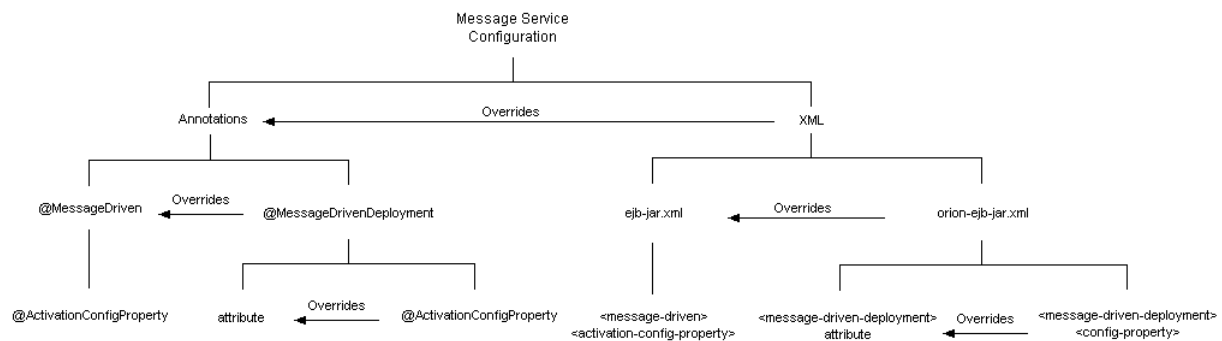 Message Service
Configuration
Overrides
Annotations
XML
Overrides
@MessageDriven
@MessageDrivenDeployment
Overrides
ejb-jar.xml
orion-ejb-jar.xml
Overrides
@ActivationConfigProperty
attribute
@ActivationConfigProperty
<message-driven>
<activation-config-property>
<message-driven-deployment>
attribute
Overrides
<message-driven-deployment>
<config-property>